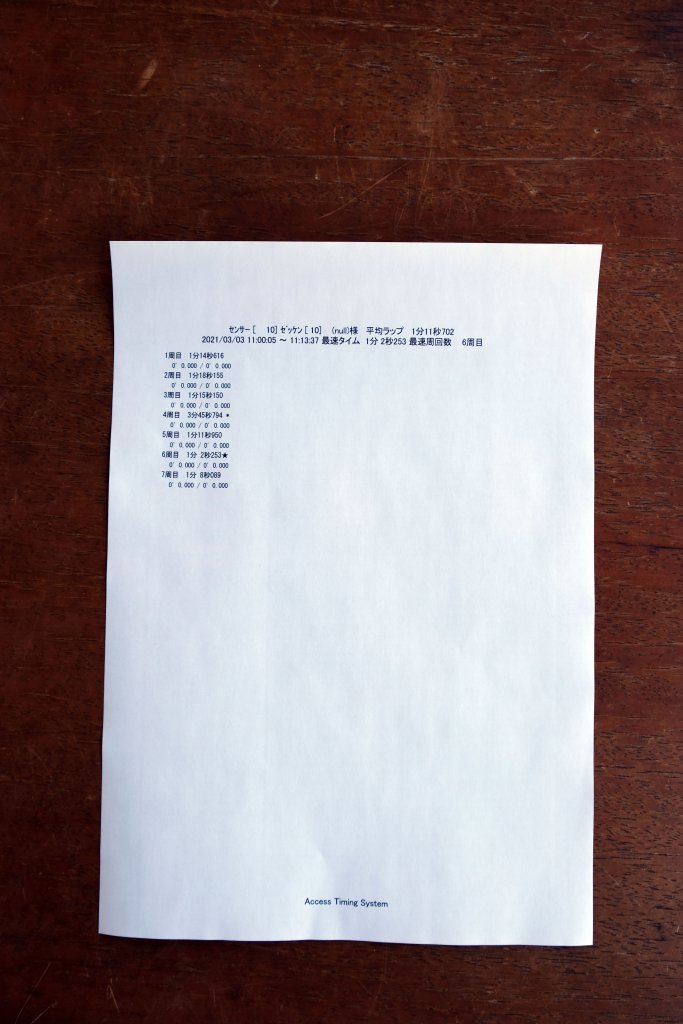 センサー [　10] ｾﾞｯｹﾝ [ 10]　(null)様　平均ラップ　1分11秒702
2021/03/03 11:00:05 ～ 11:13:37 最速タイム　1分 2秒253 最速周回数　6周目
1周目　1分14秒616
0' 0.000 / 0' 0.000
2周目　1分18秒155
0' 0.000 / 0' 0.000
3周目　1分15秒150
0' 0.000 / 0' 0.000
4周目　3分45秒794 *
0' 0.000 / 0' 0.000
5周目　1分11秒950
0' 0.000 / 0' 0.000
6周目　1分 2秒253★
0' 0.000 / 0' 0.000
7周目　1分 8秒089
0' 0.000 / 0' 0.000
Access Timing System